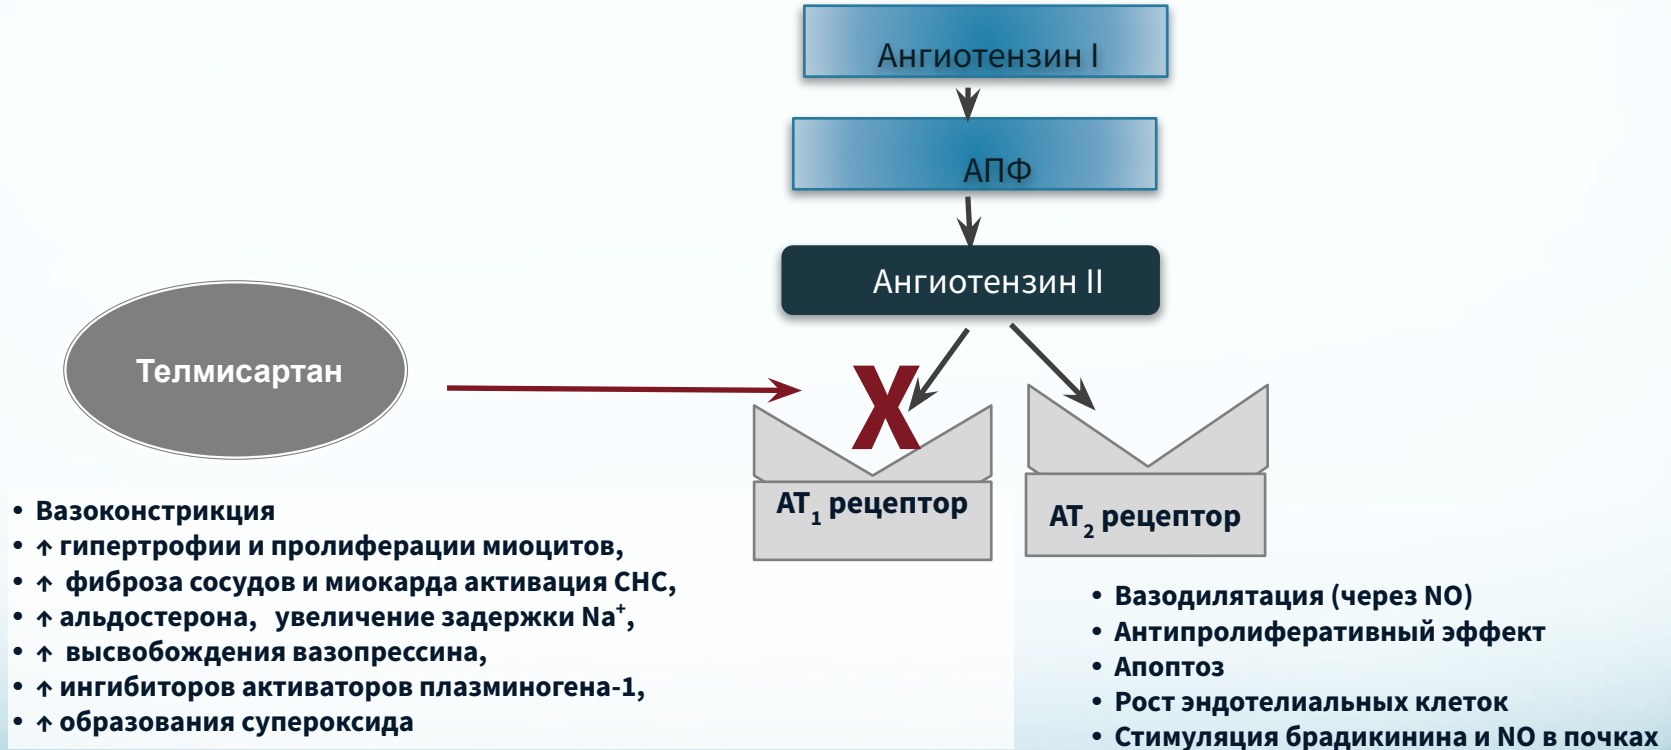 Ангиотензин I
АПФ
Ангиотензин II
Телмисартан
X
АТ₁ рецептор
АТ₂ рецептор
• Вазоконстрикция
• ↑ гипертрофии и пролиферации миоцитов,
• ↑ фиброза сосудов и миокарда активация СНС,
• ↑ альдостерона, увеличение задержки Na⁺,
• ↑ высвобождения вазопрессина,
• ↑ ингибиторов активаторов плазминогена-1,
• ↑ образования супероксида
• Вазодилятация (через NO)
• Антипролиферативный эффект
• Апоптоз
• Рост эндотелиальных клеток
• Стимуляция брадикинина и NO в почках